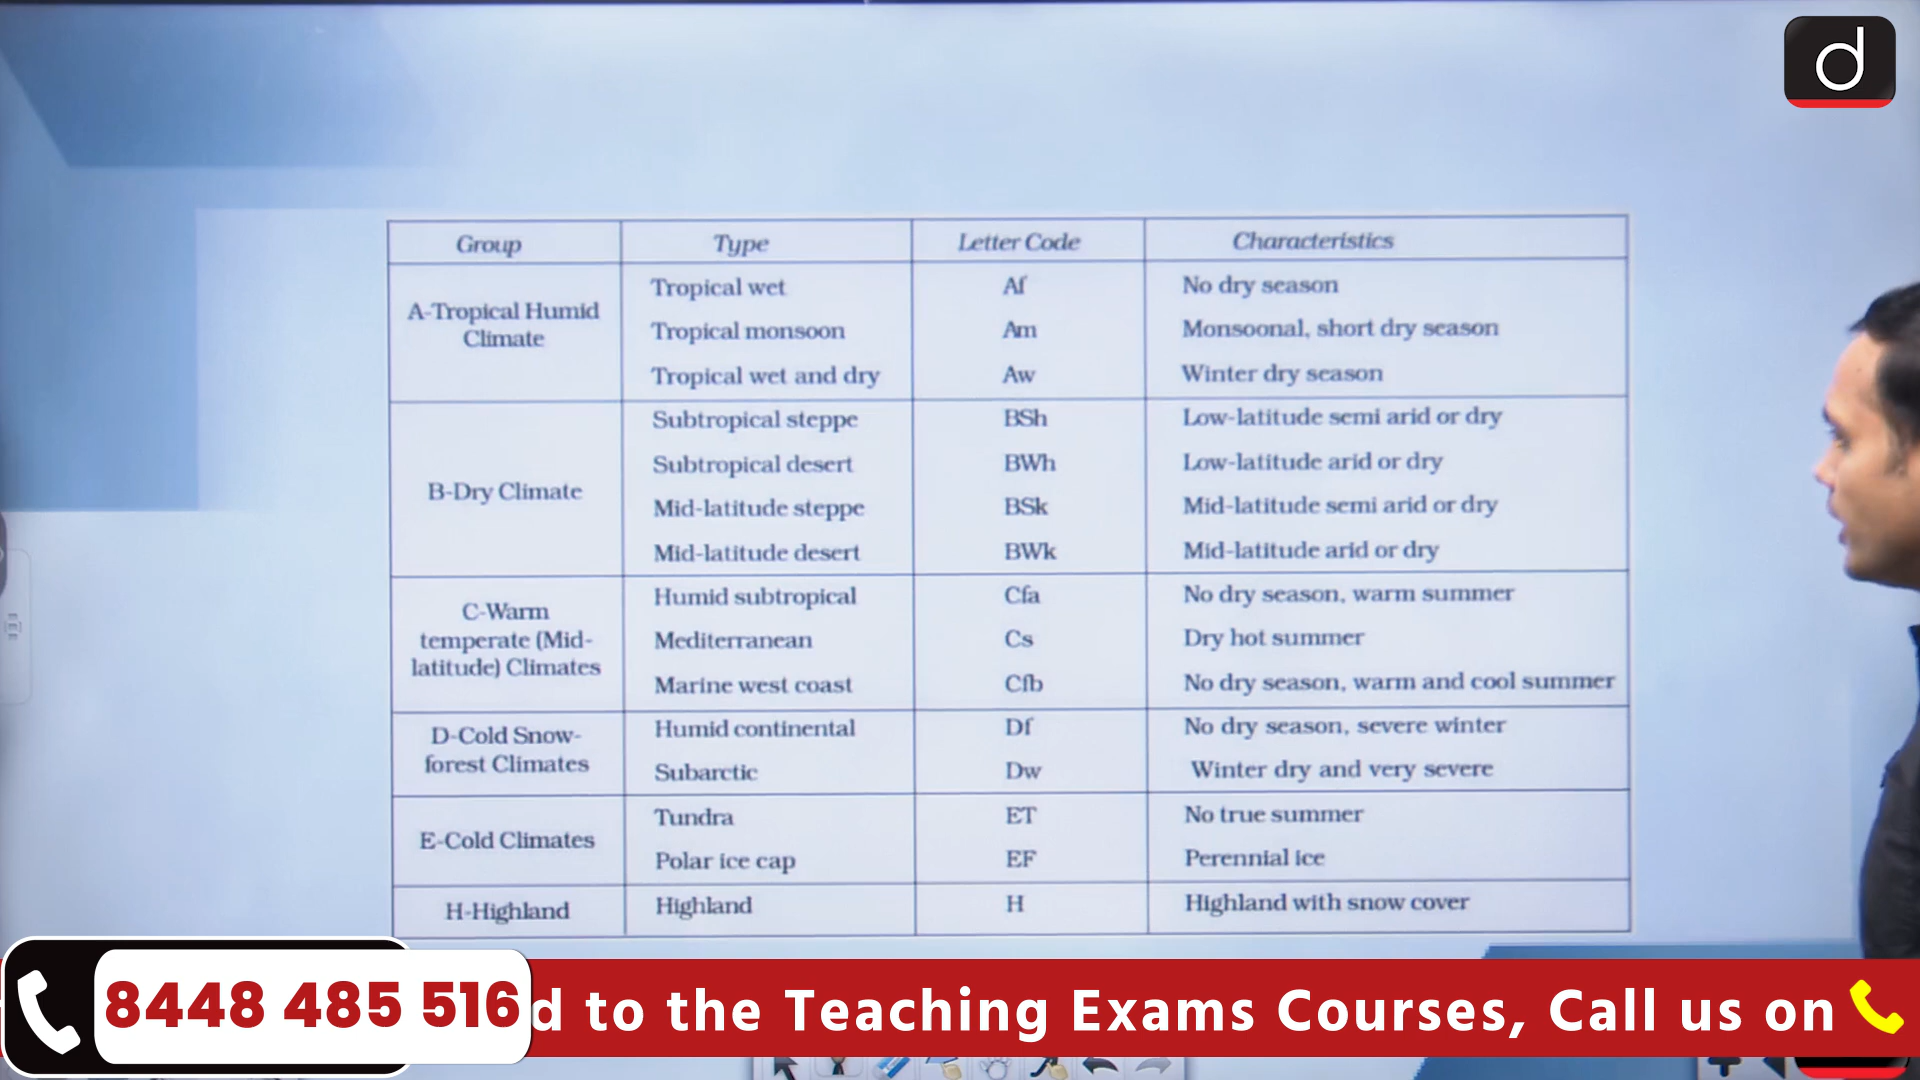 d
Group Type Letter Code Characteristics
A-Tropical Humid
Climate
Tropical wet Af No dry season
Tropical monsoon Am Monsoonal, short dry season
Tropical wet and dry Aw Winter dry season
B-Dry Climate
Subtropical steppe BSh Low-latitude semi arid or dry
Subtropical desert BWh Low-latitude arid or dry
Mid-latitude steppe BSk Mid-latitude semi arid or dry
Mid-latitude desert BWk Mid-latitude arid or dry
C-Warm
temperate (Mid-
latitude) Climates
Humid subtropical Cfa No dry season, warm summer
Mediterranean Cs Dry hot summer
Marine west coast Cfb No dry season, warm and cool summer
D-Cold Snow-
forest Climates
Humid continental Df No dry season, severe winter
Subarctic Dw Winter dry and very severe
E-Cold Climates
Tundra ET No true summer
Polar ice cap EF Perennial ice
H-Highland Highland H Highland with snow cover
8448 485 516
d to the Teaching Exams Courses, Call us on